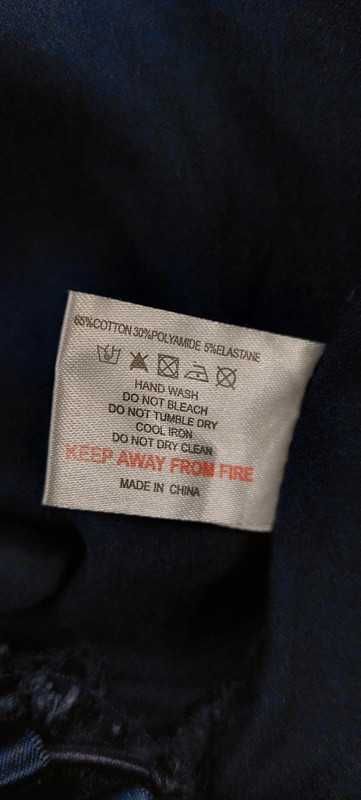 65%COTTON 30%POLYAMIDE 5%ELASTANE
HAND WASH
DO NOT BLEACH
DO NOT TUMBLE DRY
COOL IRON
DO NOT DRY CLEAN
KEEP AWAY FROM FIRE
MADE IN CHINA